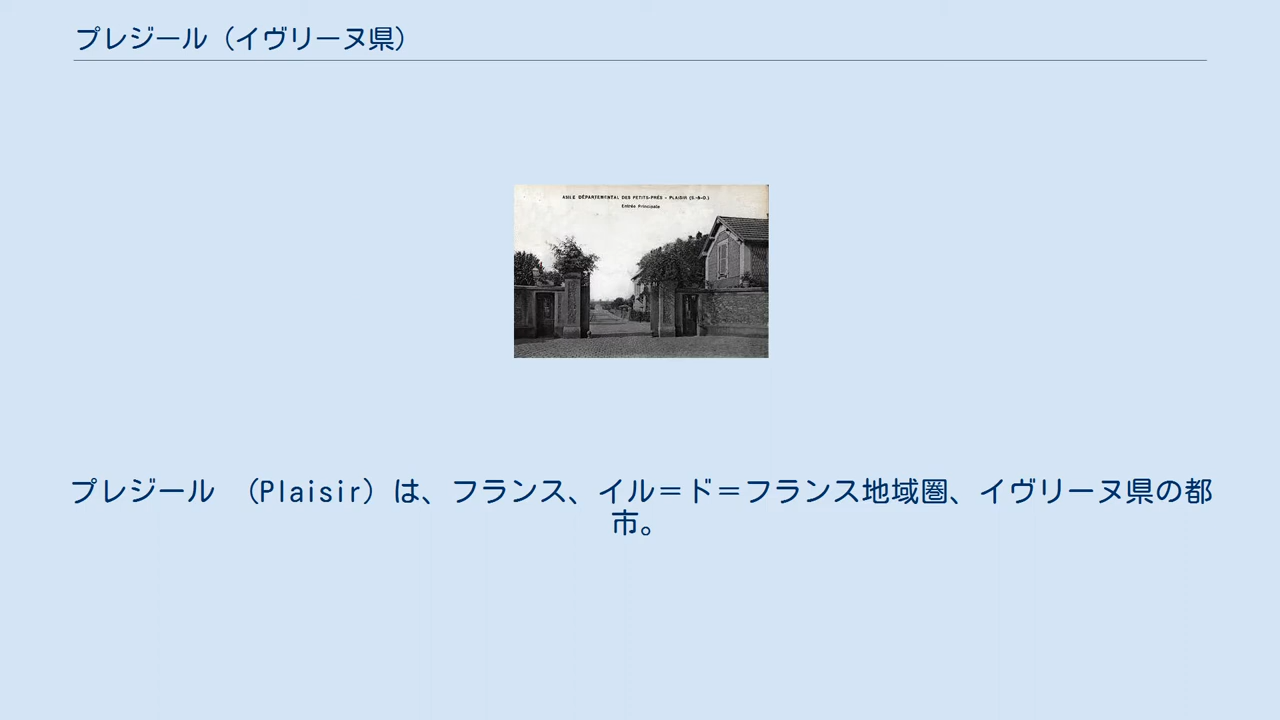 プレジール（イヴリーヌ県）
ASILE DÉPARTEMENTAL DES PETITS-PRÉS - PLAISIR (S.-&-O.)
Entrée Principale
プレジール　（Plaisir）は、フランス、イル＝ド＝フランス地域圏、イヴリーヌ県の都
市。